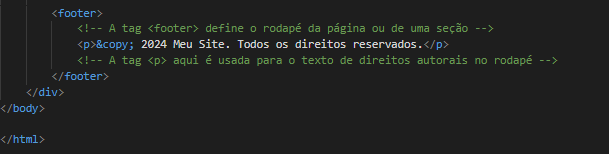 <footer>
<!-- A tag <footer> define o rodapé da página ou de uma seção -->
<p>&copy; 2024 Meu Site. Todos os direitos reservados.</p>
<!-- A tag <p> aqui é usada para o texto de direitos autorais no rodapé -->
</footer>
</div>
</body>
</html>